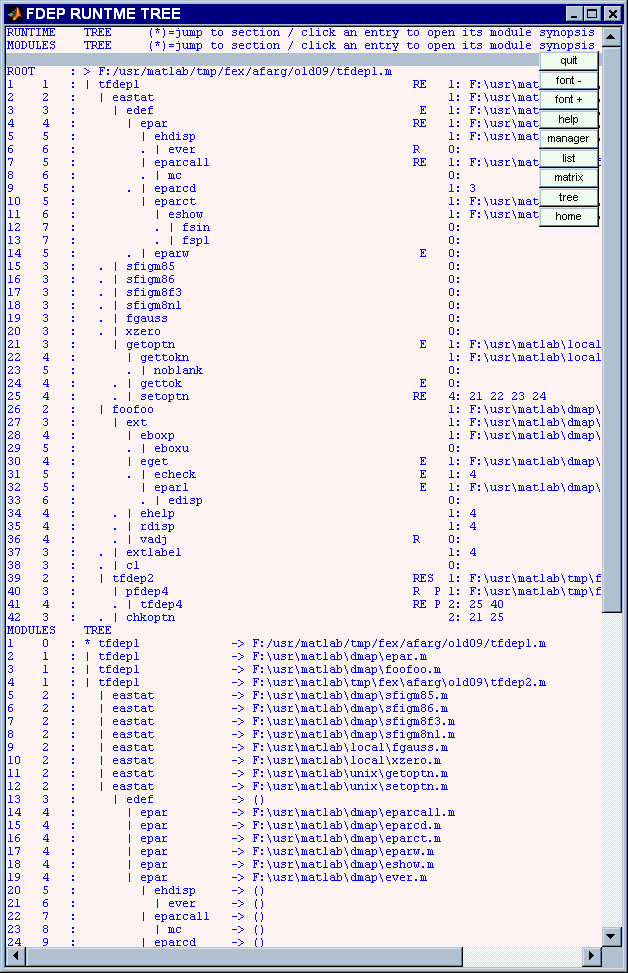 FDEP RUNTME TREE
RUNTIME    TREE     (*)=jump to section / click an entry to open its module synopsis
MODULES    TREE     (*)=jump to section / click an entry to open its module synopsis
quit
font -
font +
help
manager
list
matrix
tree
home
ROOT     : > F:/usr/matlab/tmp/fex/afarg/old09/tfdep1.m
1    1   : | tfdep1    RE   1: F:\usr\mat
2    2   :   | eastat    1: F:\usr\mat
3    3   :     | edef    E   1: F:\usr\mat
4    4   :       | epar    RE   1: F:\usr\mat
5    5   :         | ehdisp    1: F:\usr\mat
6    6   :         . | ever    R    0:
7    5   :         | eparcall    RE   1: F:\usr\mat
8    6   :         . | mc    0:
9    5   :       . | eparcd    1: 3
10   5   :         | eparct    1: F:\usr\mat
11   6   :           | eshow    1: F:\usr\mat
12   7   :           . | fsin    0:
13   7   :           . | fspl    0:
14   5   :       . | eparw    E   0:
15   3   :   . | sfigm85    0:
16   3   :   . | sfigm86    0:
17   3   :   . | sfigm8f3    0:
18   3   :   . | sfigm8nl    0:
19   3   :   . | fgauss    0:
20   3   :   . | xzero    0:
21   3   :     | getoptn    E   1: F:\usr\matlab\local
22   4   :       | gettokn    1: F:\usr\matlab\local
23   5   :       . | noblank    0:
24   4   :     . | gettok    E   0:
25   4   :     . | setoptn    RE   4: 21 22 23 24
26   2   :   | foofoo    1: F:\usr\matlab\dmap\
27   3   :     | ext    1: F:\usr\matlab\dmap\
28   4   :       | eboxp    1: F:\usr\matlab\dmap\
29   5   :       . | eboxu    0:
30   4   :       | eget    E   1: F:\usr\matlab\dmap\
31   5   :       . | echeck    E   1: 4
32   5   :         | eparl    E   1: F:\usr\matlab\dmap\
33   6   :         . | edisp    0:
34   4   :     . | ehelp    1: 4
35   4   :     . | rdisp    1: 4
36   4   :     . | vadj    R    0:
37   3   :   . | extlabel    1: 4
38   3   :   . | cl    0:
39   2   :   | tfdep2    RES  1: F:\usr\matlab\tmp\f
40   3   :     | pfdep4    R  P 1: F:\usr\matlab\tmp\f
41   4   :     . | tfdep4    RE P 2: 25 40
42   3   :   . | chkoptn    2: 21 25
MODULES    TREE
1    0   : * tfdep1    -> F:/usr/matlab/tmp/fex/afarg/old09/tfdep1.m
2    1   : | tfdep1    -> F:\usr\matlab\dmap\epar.m
3    1   : | tfdep1    -> F:\usr\matlab\dmap\foofoo.m
4    1   : | tfdep1    -> F:\usr\matlab\tmp\fex\afarg\old09\tfdep2.m
5    2   :   | eastat    -> F:\usr\matlab\dmap\sfigm85.m
6    2   :   | eastat    -> F:\usr\matlab\dmap\sfigm86.m
7    2   :   | eastat    -> F:\usr\matlab\dmap\sfigm8f3.m
8    2   :   | eastat    -> F:\usr\matlab\dmap\sfigm8nl.m
9    2   :   | eastat    -> F:\usr\matlab\local\fgauss.m
10   2   :   | eastat    -> F:\usr\matlab\local\xzero.m
11   2   :   | eastat    -> F:\usr\matlab\unix\getoptn.m
12   2   :   | eastat    -> F:\usr\matlab\unix\setoptn.m
13   3   :     | edef    -> ()
14   4   :       | epar    -> F:\usr\matlab\dmap\eparcall.m
15   4   :       | epar    -> F:\usr\matlab\dmap\eparcd.m
16   4   :       | epar    -> F:\usr\matlab\dmap\eparct.m
17   4   :       | epar    -> F:\usr\matlab\dmap\eparw.m
18   4   :       | epar    -> F:\usr\matlab\dmap\eshow.m
19   4   :       | epar    -> F:\usr\matlab\dmap\ever.m
20   5   :         | ehdisp    -> ()
21   6   :           | ever    -> ()
22   7   :         | eparcall    -> ()
23   8   :           | mc    -> ()
24   9   :         | eparcd    -> ()